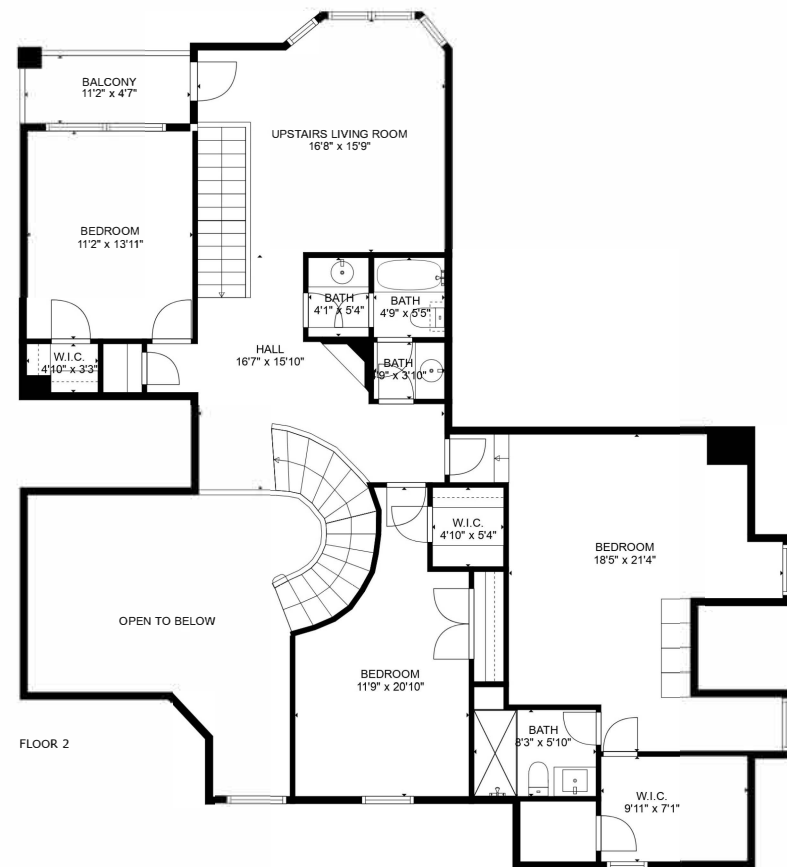 BALCONY
11'2" x 4'7"
UPSTAIRS LIVING ROOM
16'8" x 15'9"
BEDROOM
11'2" x 13'11"
BATH
4'1" x 5'4"
BATH
4'9" x 5'5"
W.I.C.
4'10" x 3'3"
HALL
16'7" x 15'10"
BATH
'9" x 3'10"
W.I.C.
4'10" x 5'4"
BEDROOM
18'5" x 21'4"
OPEN TO BELOW
BEDROOM
11'9" x 20'10"
FLOOR 2
BATH
8'3" x 5'10"
W.I.C.
9'11" x 7'1"